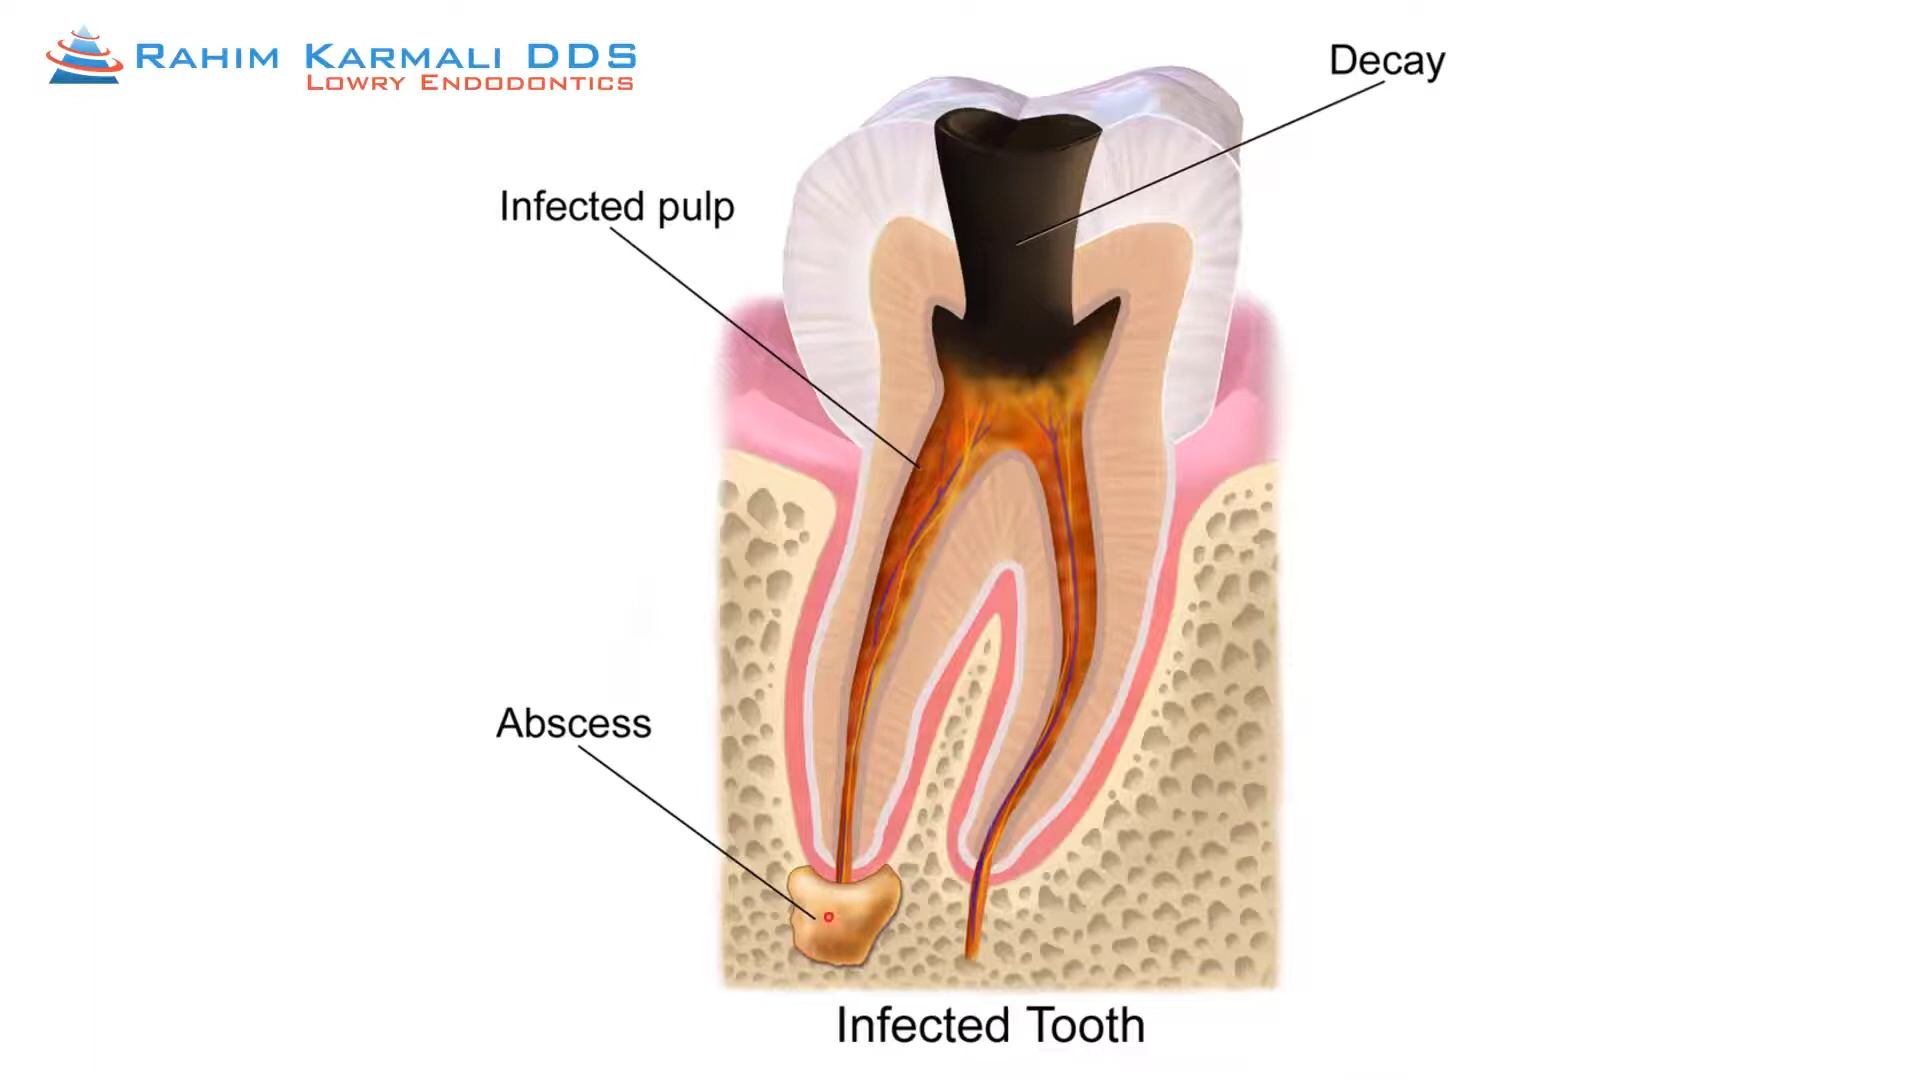 RAHIM KARMALI DDS
LOWRY ENDODONTICS
Decay
Infected pulp
Abscess
Infected Tooth